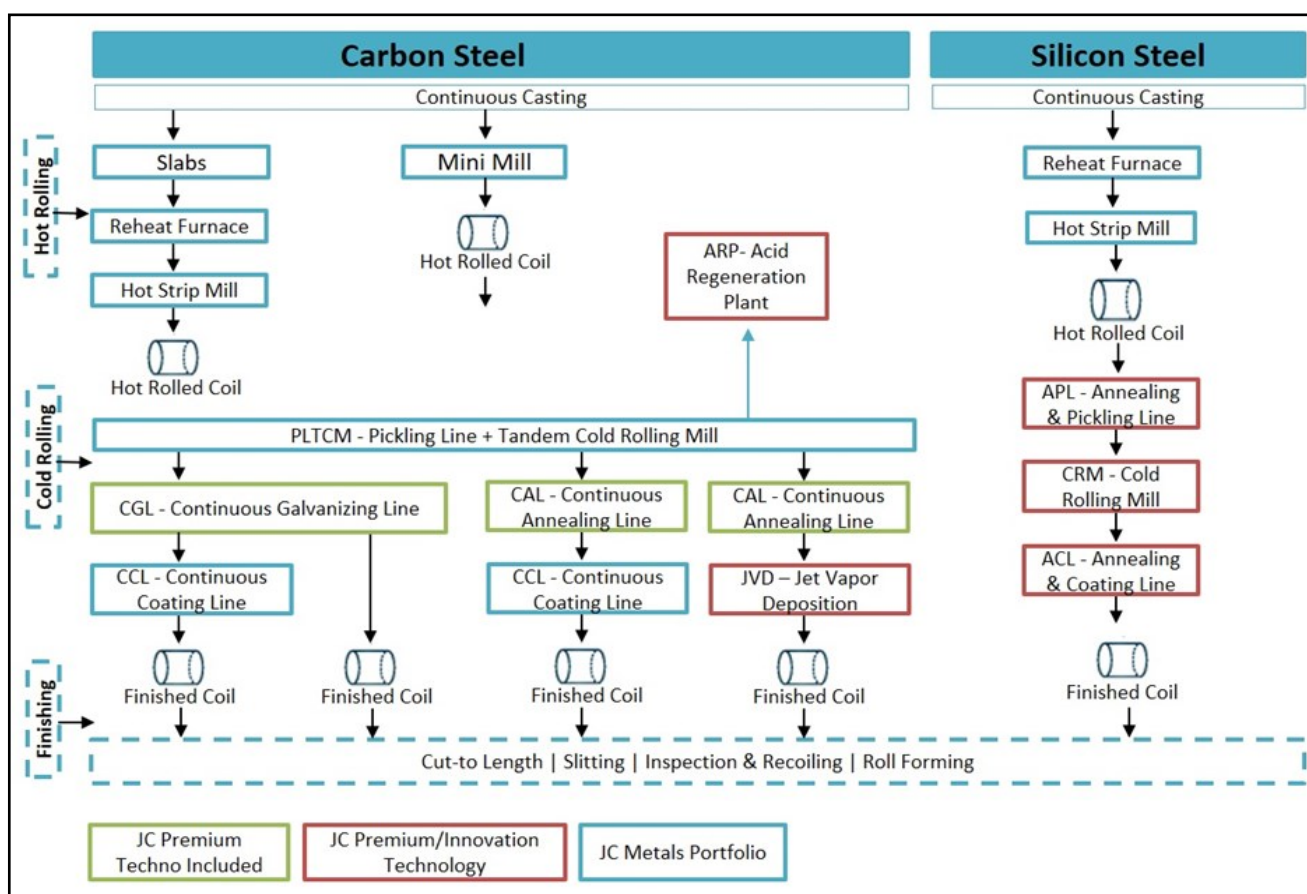 Carbon Steel
Silicon Steel
Continuous Casting
Continuous Casting
Hot Rolling
Slabs
Mini Mill
Reheat Furnace
Reheat Furnace
Hot Strip Mill
Hot Strip Mill
Hot Rolled Coil
Hot Rolled Coil
Hot Rolled Coil
ARP- Acid
Regeneration
Plant
Cold Rolling
PLTCM - Pickling Line + Tandem Cold Rolling Mill
APL - Annealing
& Pickling Line
CGL - Continuous Galvanizing Line
CAL - Continuous
Annealing Line
CAL - Continuous
Annealing Line
CRM - Cold
Rolling Mill
CCL - Continuous
Coating Line
CCL - Continuous
Coating Line
JVD – Jet Vapor
Deposition
ACL - Annealing
& Coating Line
Finished Coil
Finished Coil
Finished Coil
Finished Coil
Finished Coil
Finishing
Cut-to Length | Slitting | Inspection & Recoiling | Roll Forming
JC Premium
Techno Included
JC Premium/Innovation
Technology
JC Metals Portfolio